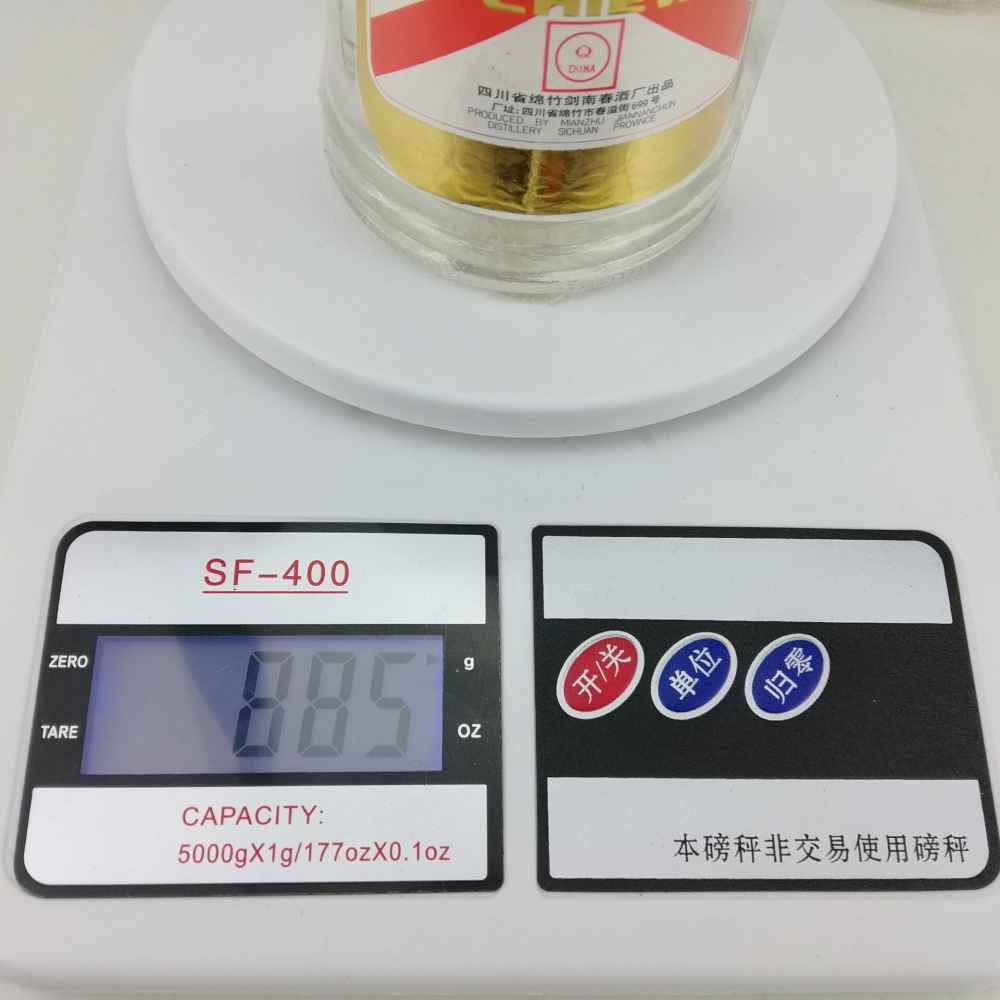 CHIEW
Q
CHINA
四川省绵竹剑南春酒厂出品
厂址:四川省绵竹市春溢街699号
PRODUCED BY MIANZHU JIANNANCHUN
DISTILLERY SICHUAN PROVINCE
SF-400
ZERO
TARE
885
g
OZ
CAPACITY:
5000gX1g/177ozX0.1oz
开/关
单位
归零
本磅秤非交易使用磅秤